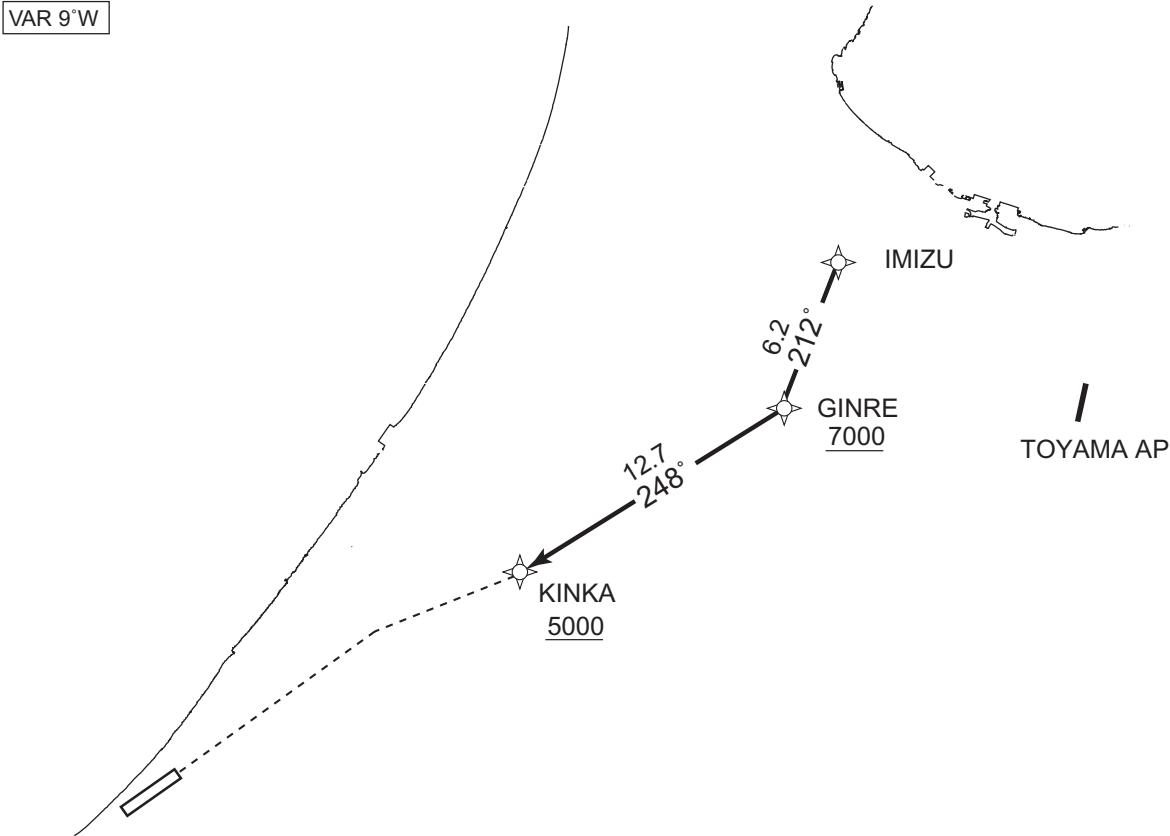 VAR 9°W
IMIZU
6.2
212°
GINRE
7000
TOYAMA AP
12.7
248°
KINKA
5000